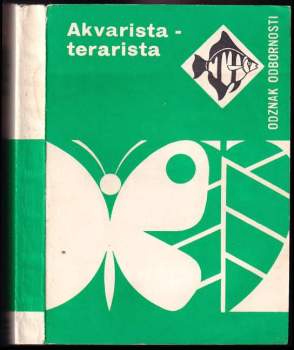 Akvarista -
terarista
ODZNAK ODBORNOSTI